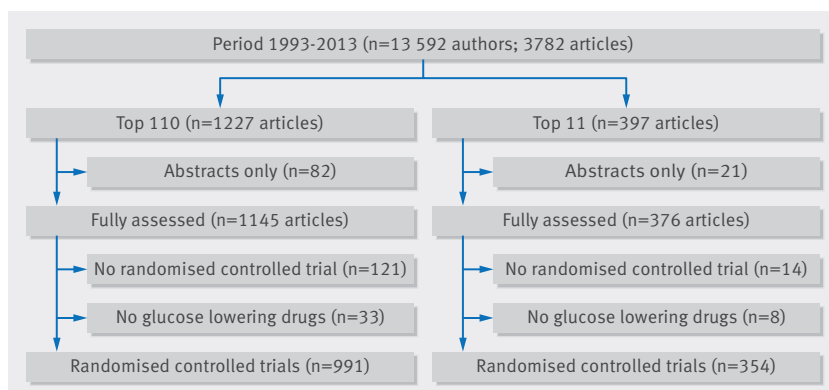 Period 1993-2013 (n=13 592 authors; 3782 articles)
Top 110 (n=1227 articles)
Abstracts only (n=82)
Fully assessed (n=1145 articles)
No randomised controlled trial (n=121)
No glucose lowering drugs (n=33)
Randomised controlled trials (n=991)
Top 11 (n=397 articles)
Abstracts only (n=21)
Fully assessed (n=376 articles)
No randomised controlled trial (n=14)
No glucose lowering drugs (n=8)
Randomised controlled trials (n=354)